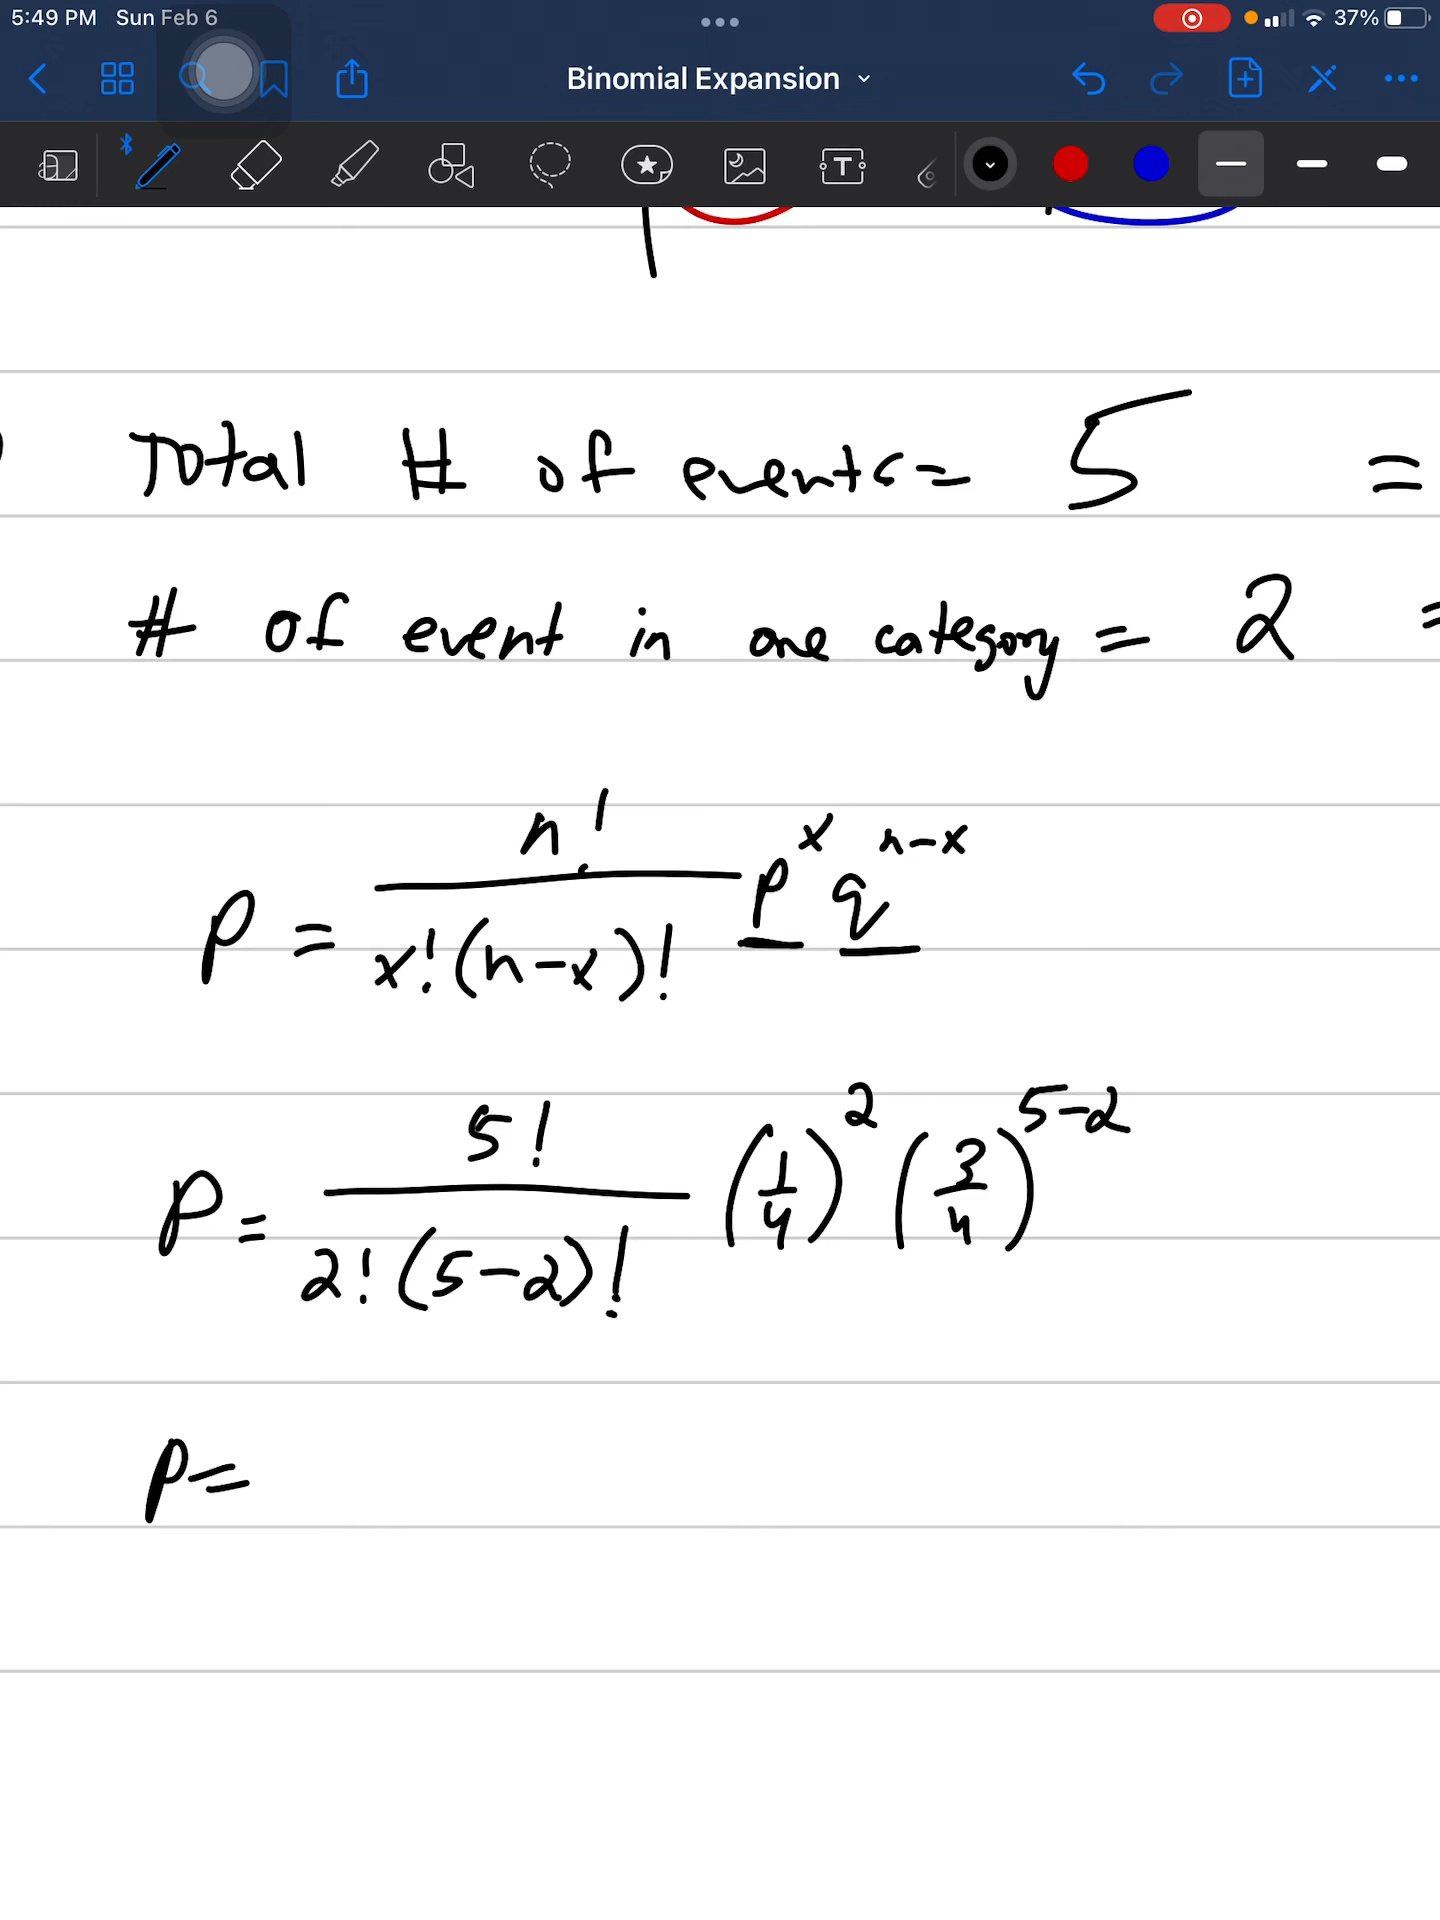 5:49 PM Sun Feb 6 37%
Binomial Expansion
Total # of events = 5 =
# of event in one category = 2 =
P = n! / x!(n-x)! p^x q^n-x
P = 5! / 2!(5-2)! (1/4)^2 (3/4)^5-2
P =